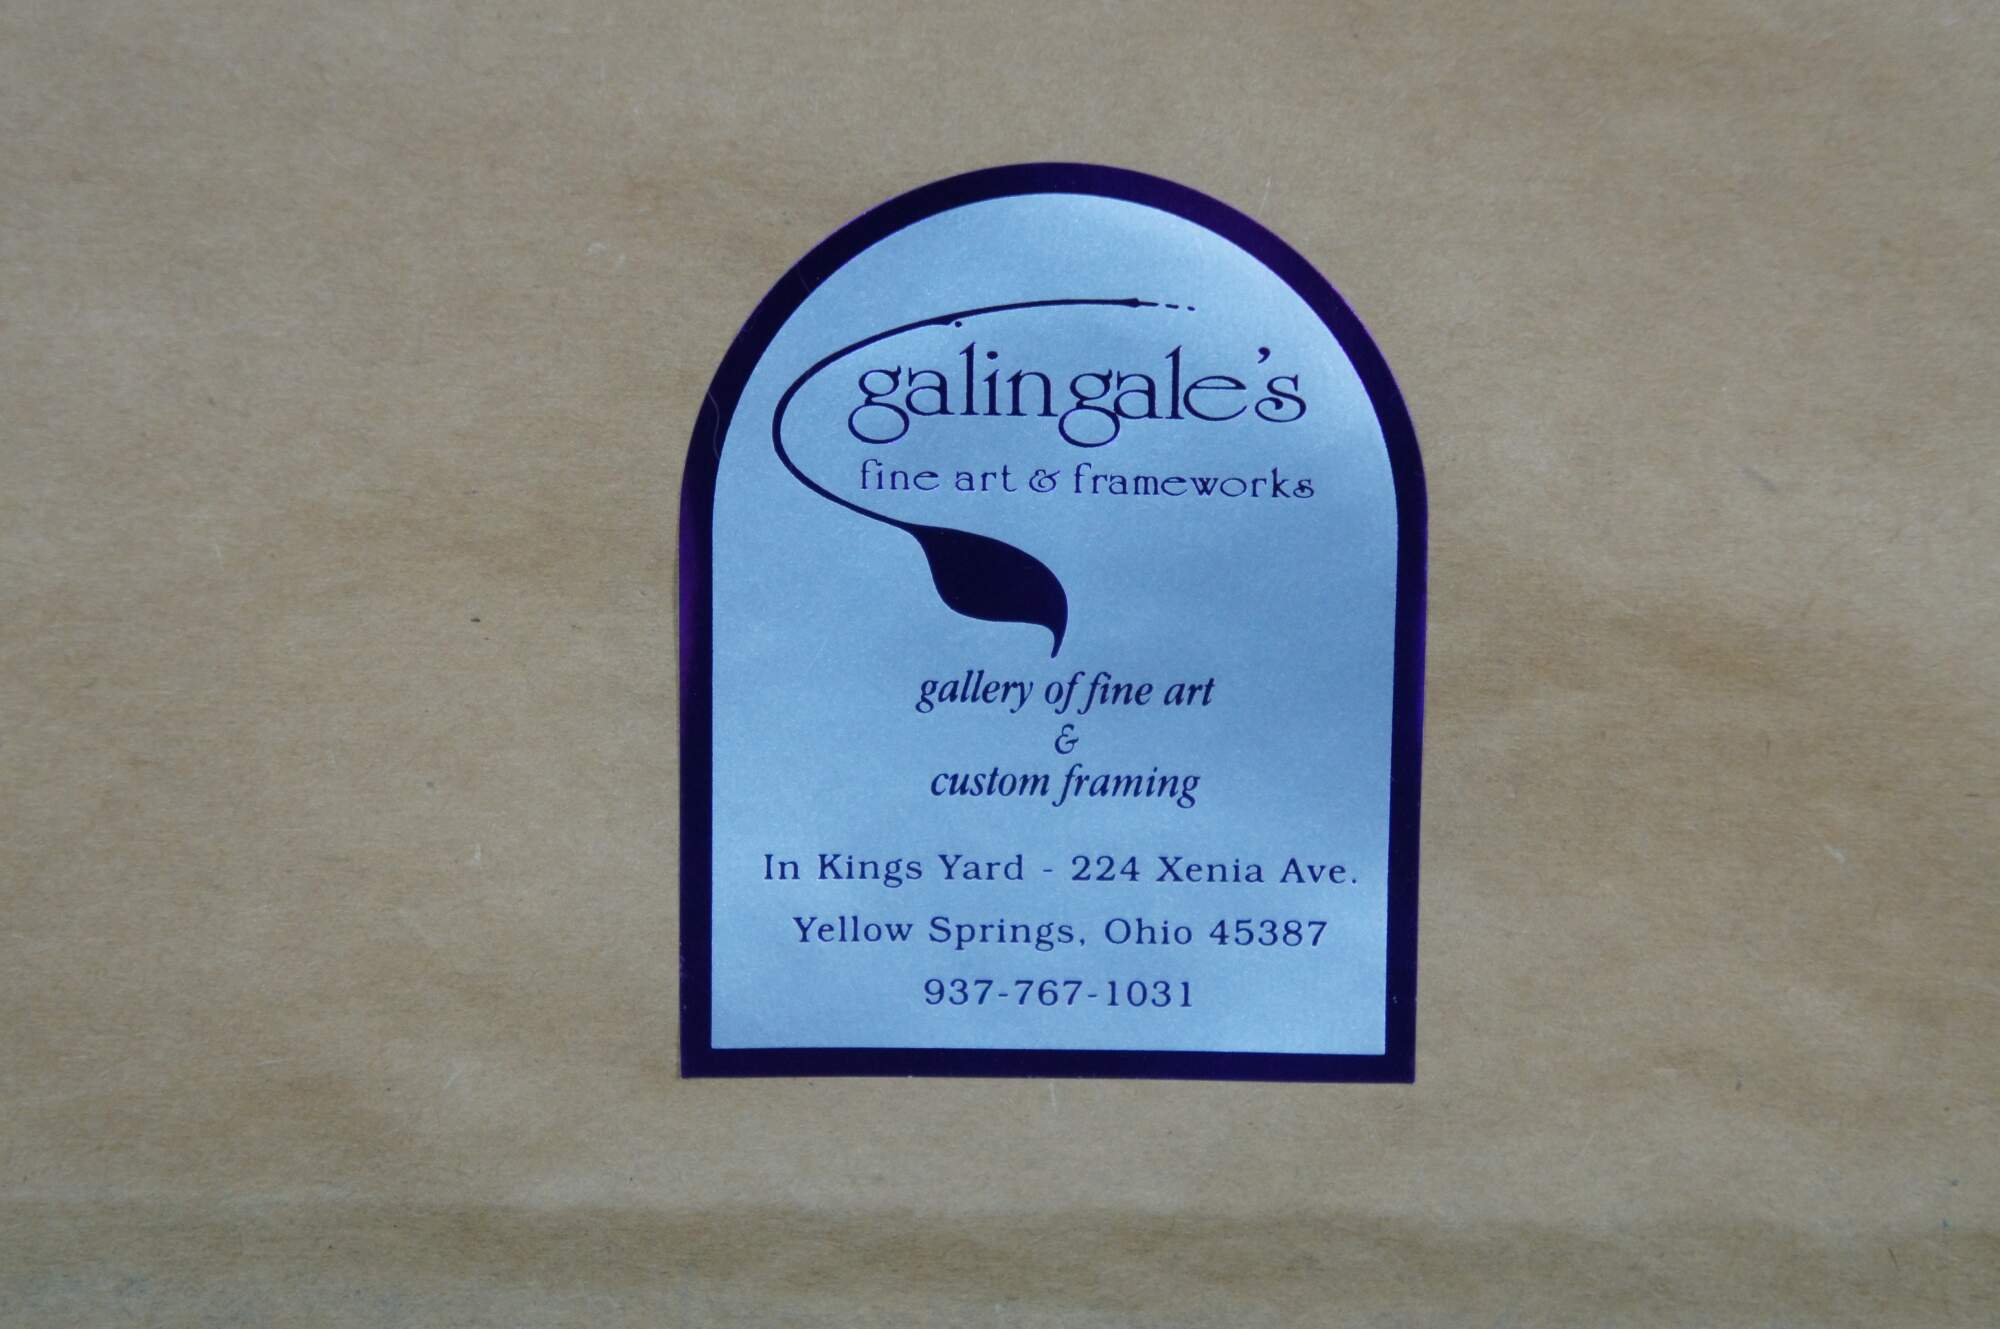 galingale's
fine art & frameworks
gallery of fine art
&
custom framing
In Kings Yard - 224 Xenia Ave.
Yellow Springs, Ohio 45387
937-767-1031